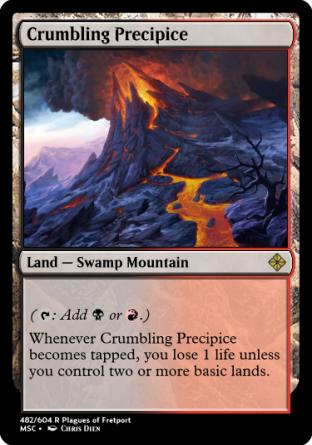 Crumbling Precipice
Land — Swamp Mountain
( : Add or .)
Whenever Crumbling Precipice
becomes tapped, you lose 1 life unless
you control two or more basic lands.
482/604 R Plagues of Fretport
MSC • Chris Dien